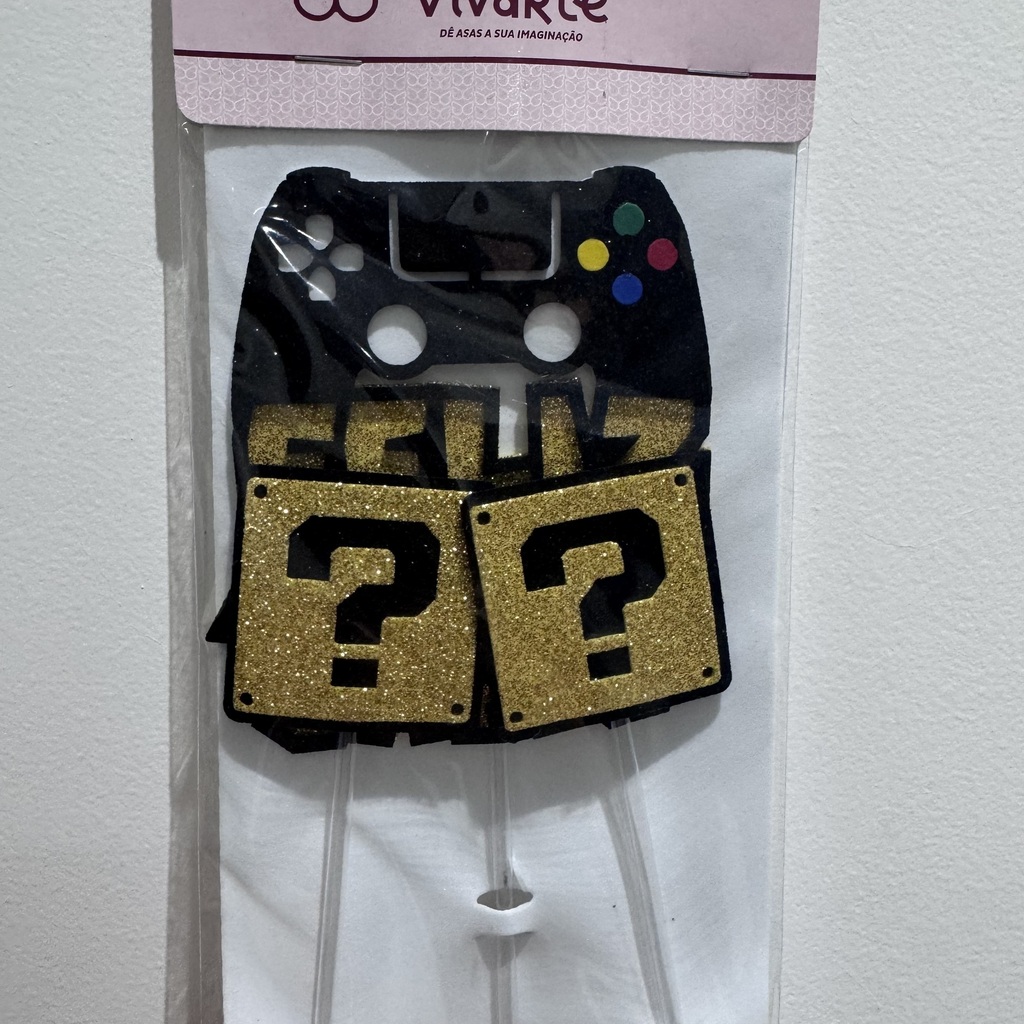 vivarte
DÊ ASAS A SUA IMAGINAÇÃO
FELIZ
? ?